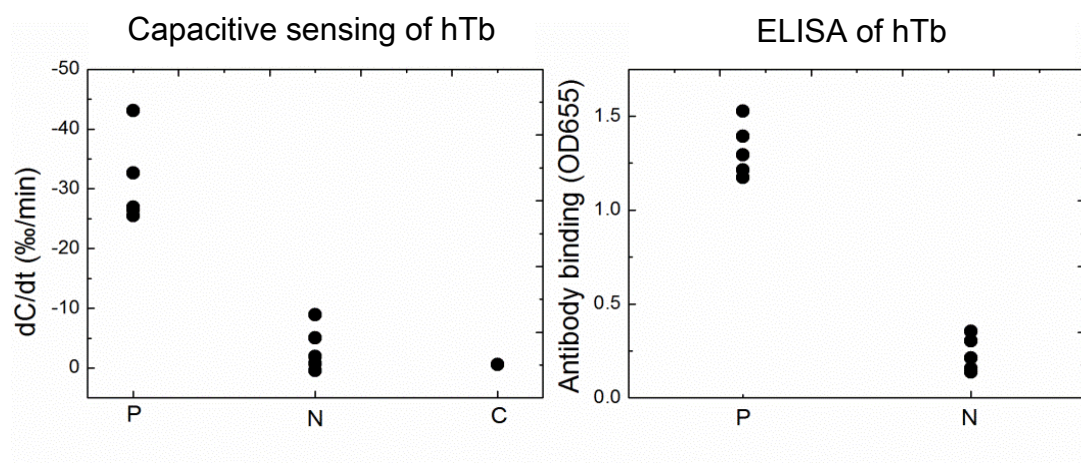 Capacitive sensing of hTb
dC/dt (‰/min)
-50
-40
-30
-20
-10
0
P
N
C
ELISA of hTb
Antibody binding (OD655)
1.5
1.0
0.5
0.0
P
N